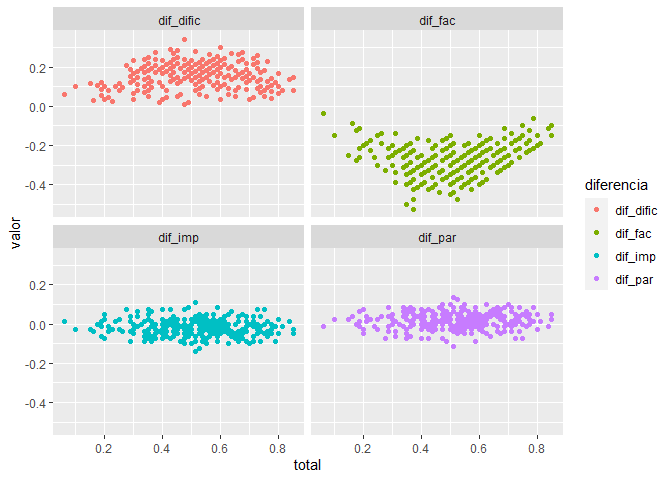 dif_dific
dif_fac
0.2
0.0
-0.2
-0.4
dif_imp
dif_par
0.2
0.0
-0.2
-0.4
0.2
0.4
0.6
0.8
0.2
0.4
0.6
0.8
total
valor
diferencia
dif_dific
dif_fac
dif_imp
dif_par